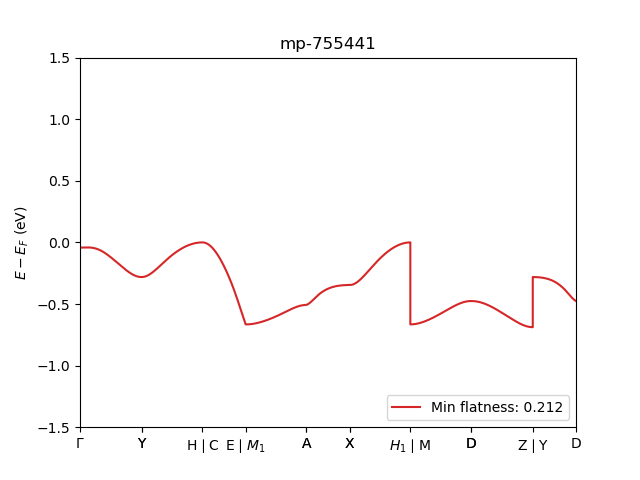 mp-755441
1.5
1.0
0.5
0.0
−0.5
−1.0
−1.5
E − E_F (eV)
Min flatness: 0.212
Γ Y H | C E | M_1 A X H_1 | M D Z | Y D